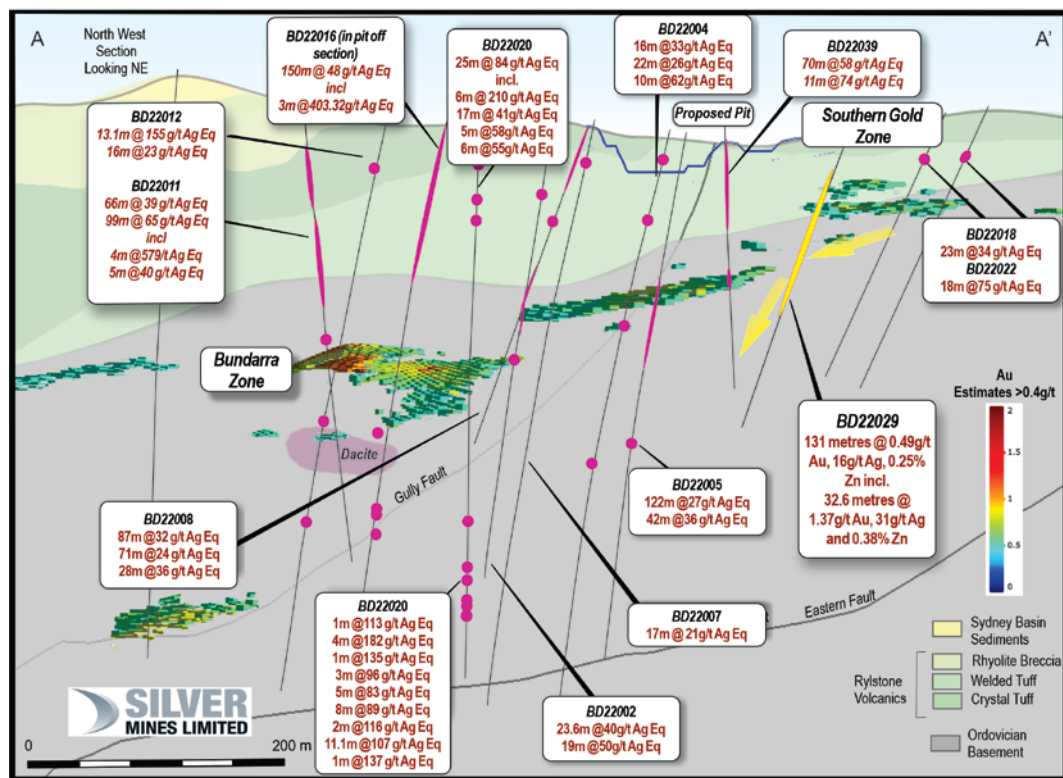 A
North West
Section
Looking NE
A'
BD22016 (in pit off
section)
150m@ 48 g/t Ag Eq
incl
3m@403.32g/t Ag Eq
BD22020
25m@ 84 g/t Ag Eq
incl.
6m@ 210 g/t Ag Eq
17m @ 41g/t Ag Eq
5m@58g/t Ag Eq
6m@55g/t Ag Eq
BD22004
16m @33g/t Ag Eq
22m @26g/t Ag Eq
10m @62g/t Ag Eq
BD22039
70m@58 g/t Ag Eq
11m@74 g/t Ag Eq
Proposed Pit
Southern Gold
Zone
BD22012
13.1m @ 155 g/t Ag Eq
16m@23 g/t Ag Eq
BD22011
66m@ 39 g/t Ag Eq
99m@ 65 g/t Ag Eq
incl
4m@579/t Ag Eq
5m@40 g/t Ag Eq
BD22018
23m@34 g/t Ag Eq
BD22022
18m@75 g/t Ag Eq
Bundarra
Zone
Dacite
Gully Fault
BD22029
131 metres @ 0.49g/t
Au, 16g/t Ag, 0.25%
Zn incl.
32.6 metres @
1.37g/t Au, 31g/t Ag
and 0.38% Zn
Au
Estimates >0.4g/t
2
1.5
1
0.5
0
BD22005
122m @27g/t Ag Eq
42m @36 g/t Ag Eq
BD22008
87m @32 g/t Ag Eq
71m @24 g/t Ag Eq
28m @36 g/t Ag Eq
BD22020
1m @113 g/t Ag Eq
4m @182 g/t Ag Eq
1m @135 g/t Ag Eq
3m @96 g/t Ag Eq
5m @83 g/t Ag Eq
8m @89 g/t Ag Eq
2m @116 g/t Ag Eq
11.1m @107 g/t Ag Eq
1m @137 g/t Ag Eq
BD22007
17m @ 21g/t Ag Eq
Eastern Fault
BD22002
23.6m @40g/t Ag Eq
19m @50g/t Ag Eq
Sydney Basin
Sediments
Rylstone
Volcanics
Rhyolite Breccia
Welded Tuff
Crystal Tuff
Ordovician
Basement
SILVER
MINES LIMITED
0
200 m